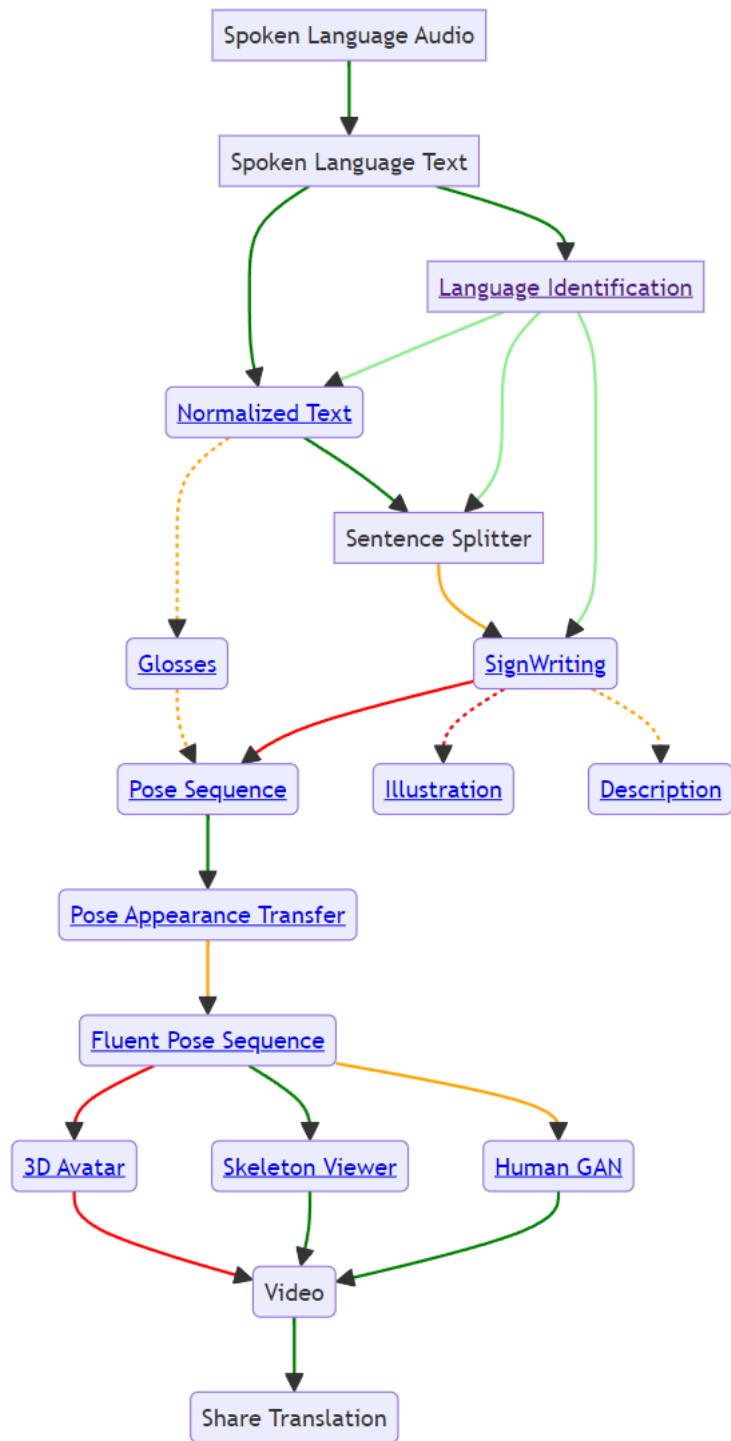 Spoken Language Audio
Spoken Language Text
Language Identification
Normalized Text
Sentence Splitter
Glosses
SignWriting
Pose Sequence
Illustration
Description
Pose Appearance Transfer
Fluent Pose Sequence
3D Avatar
Skeleton Viewer
Human GAN
Video
Share Translation